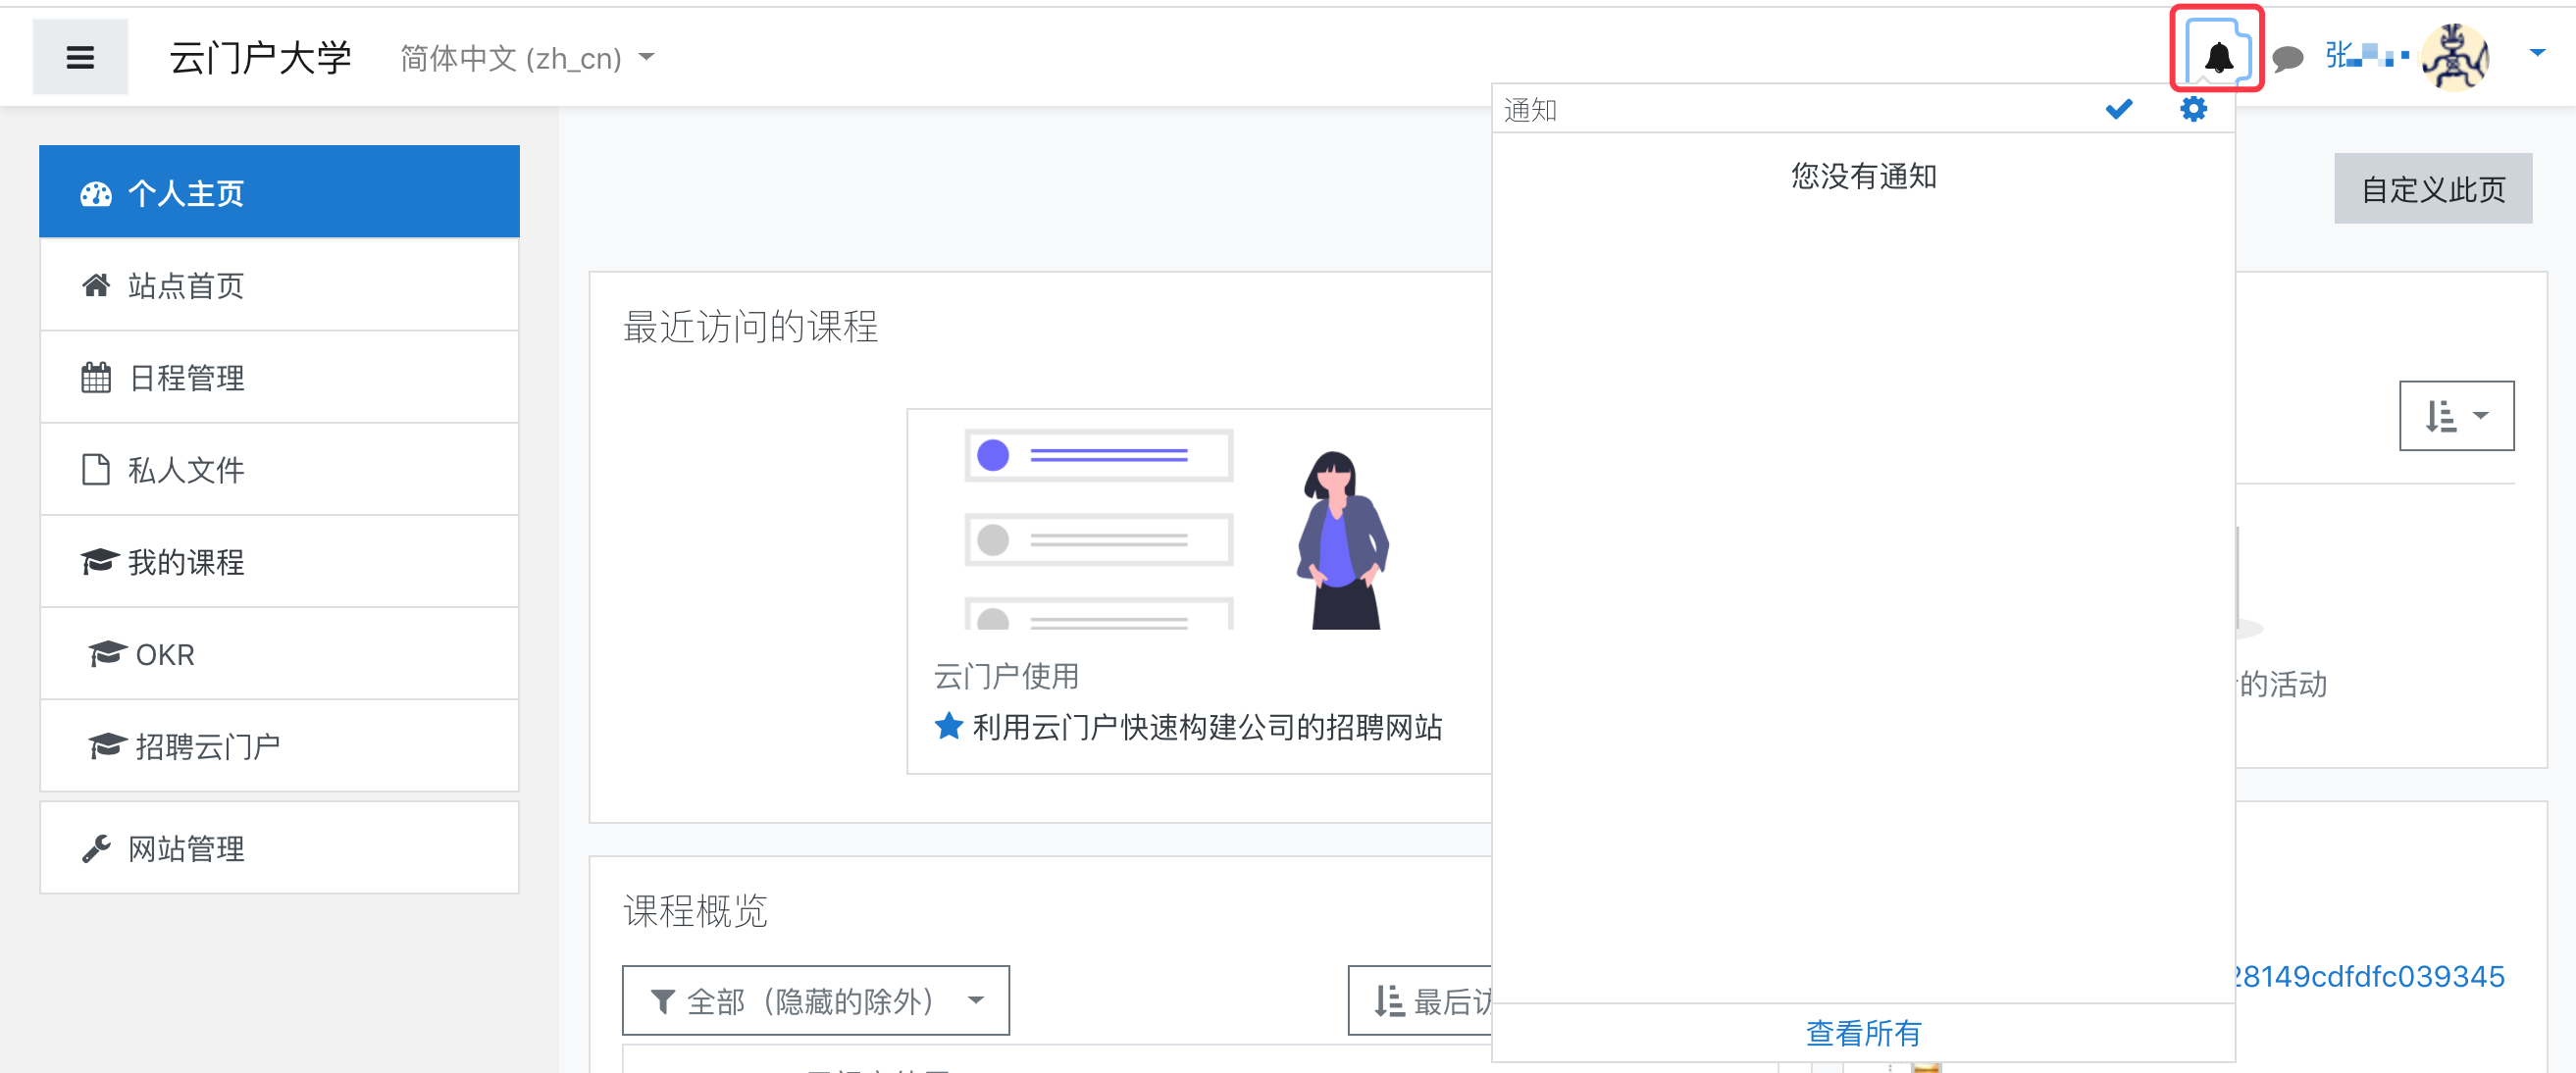 云门户大学
简体中文 (zh_cn)
张
通知
您没有通知
自定义此页
个人主页
站点首页
日程管理
私人文件
我的课程
OKR
招聘云门户
网站管理
最近访问的课程
云门户使用
利用云门户快速构建公司的招聘网站
的活动
课程概览
全部（隐藏的除外）
最后访
28149cdfdfc039345
查看所有